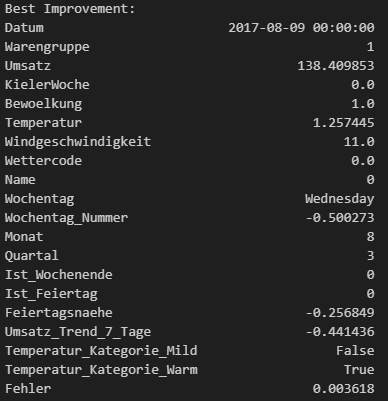 Best Improvement:
Datum 2017-08-09 00:00:00
Warengruppe 1
Umsatz 138.409853
KielerWoche 0.0
Bewoelkung 1.0
Temperatur 1.257445
Windgeschwindigkeit 11.0
Wettercode 0.0
Name 0
Wochentag Wednesday
Wochentag_Nummer -0.500273
Monat 8
Quartal 3
Ist_Wochenende 0
Ist_Feiertag 0
Feiertagsnaehe -0.256849
Umsatz_Trend_7_Tage -0.441436
Temperatur_Kategorie_Mild False
Temperatur_Kategorie_Warm True
Fehler 0.003618